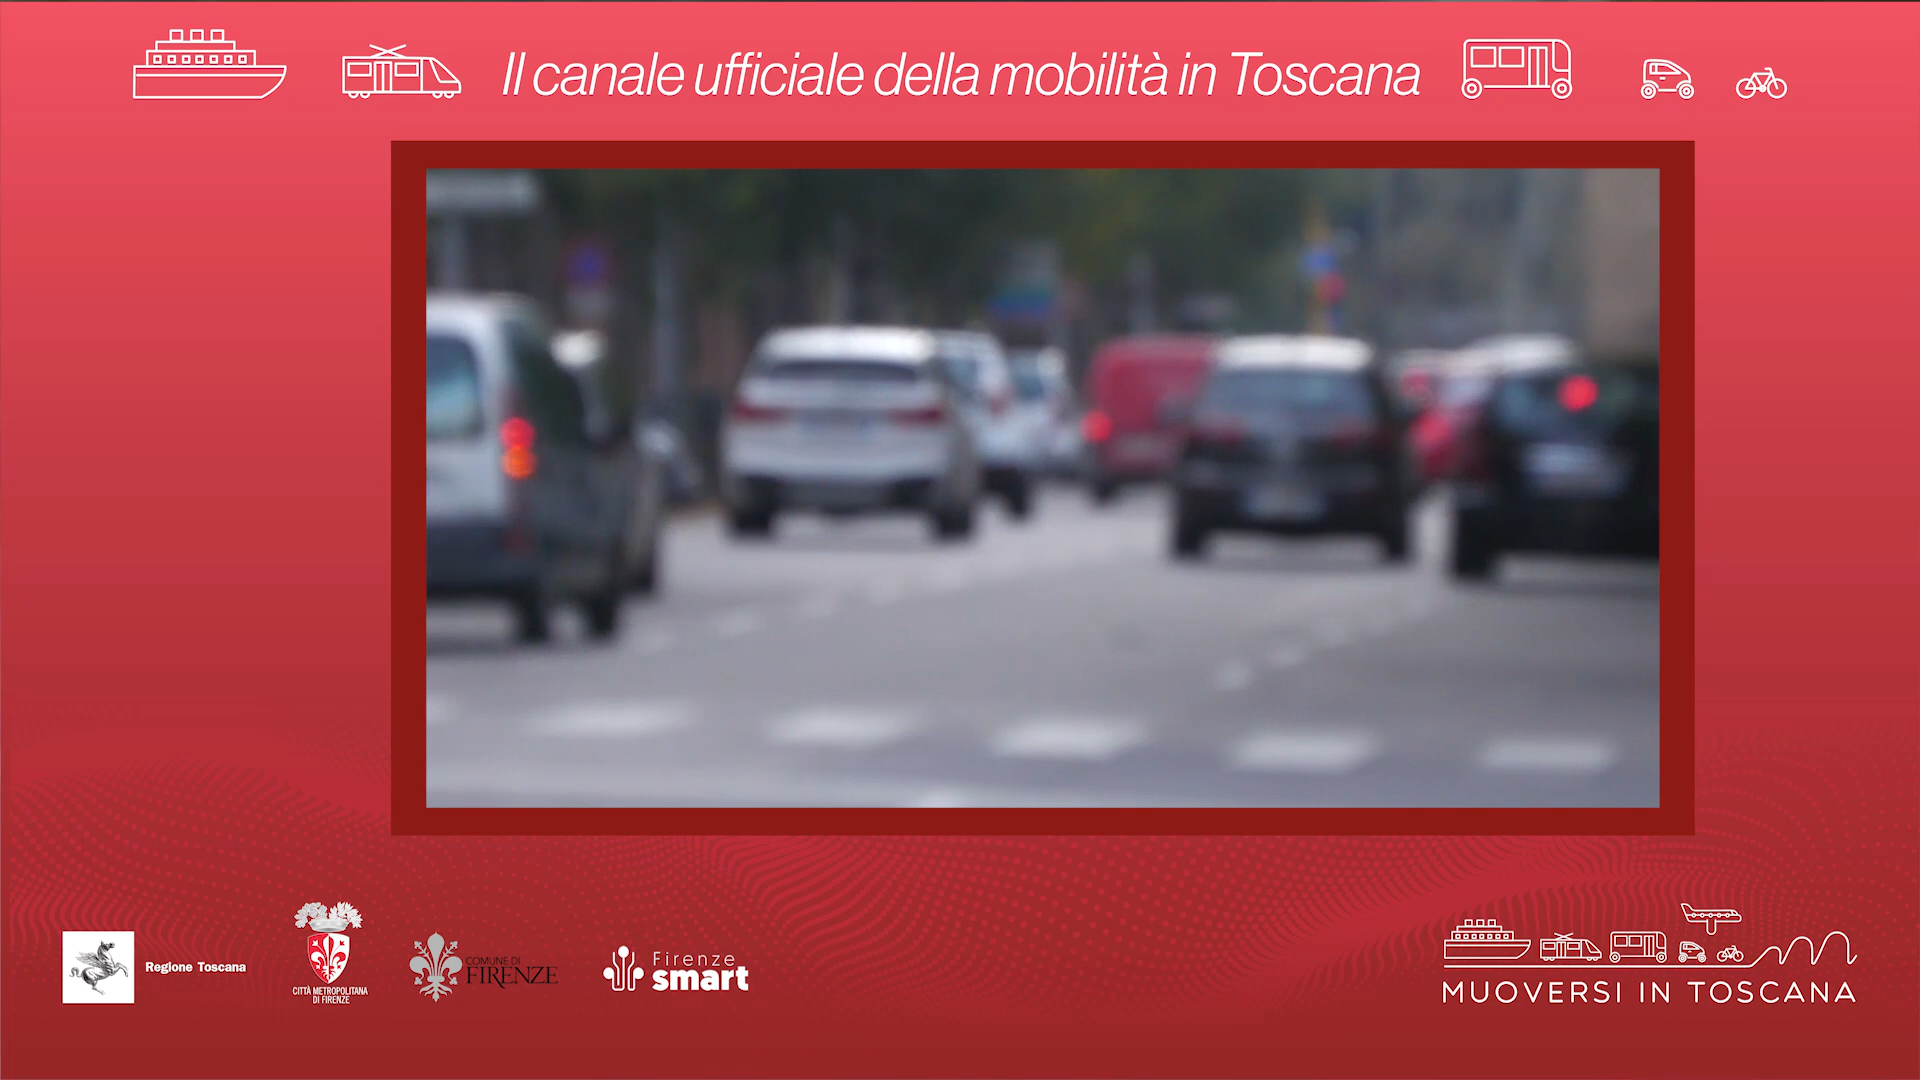 Il canale ufficiale della mobilità in Toscana
Regione Toscana
CITTÀ METROPOLITANA
DI FIRENZE
COMUNE DI
FIRENZE
Firenze
smart
MUOVERSI IN TOSCANA